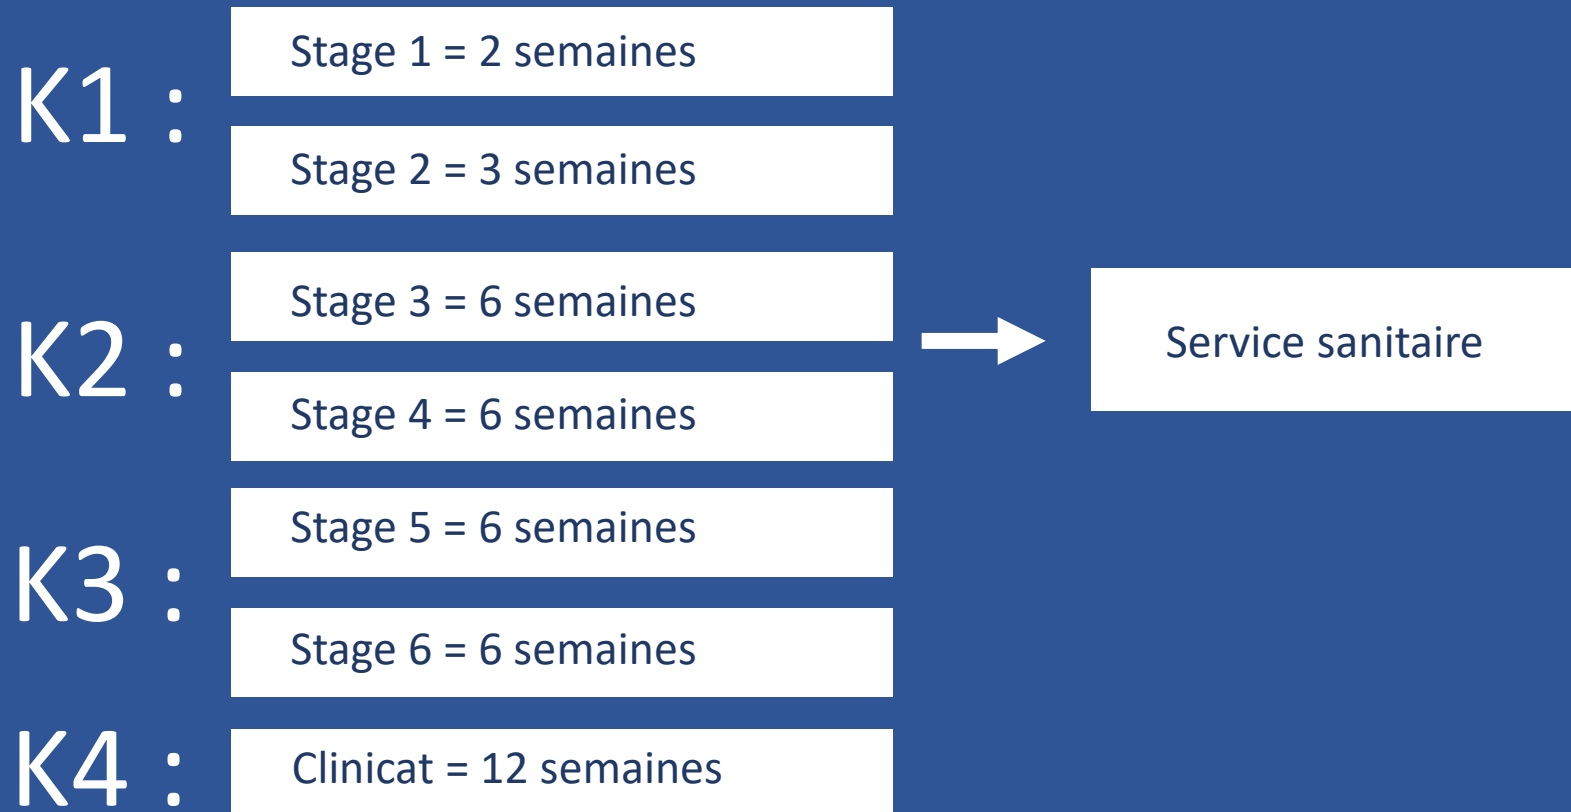 K1 :
Stage 1 = 2 semaines
Stage 2 = 3 semaines
K2 :
Stage 3 = 6 semaines
Stage 4 = 6 semaines
Service sanitaire
K3 :
Stage 5 = 6 semaines
Stage 6 = 6 semaines
K4 :
Clinicat = 12 semaines